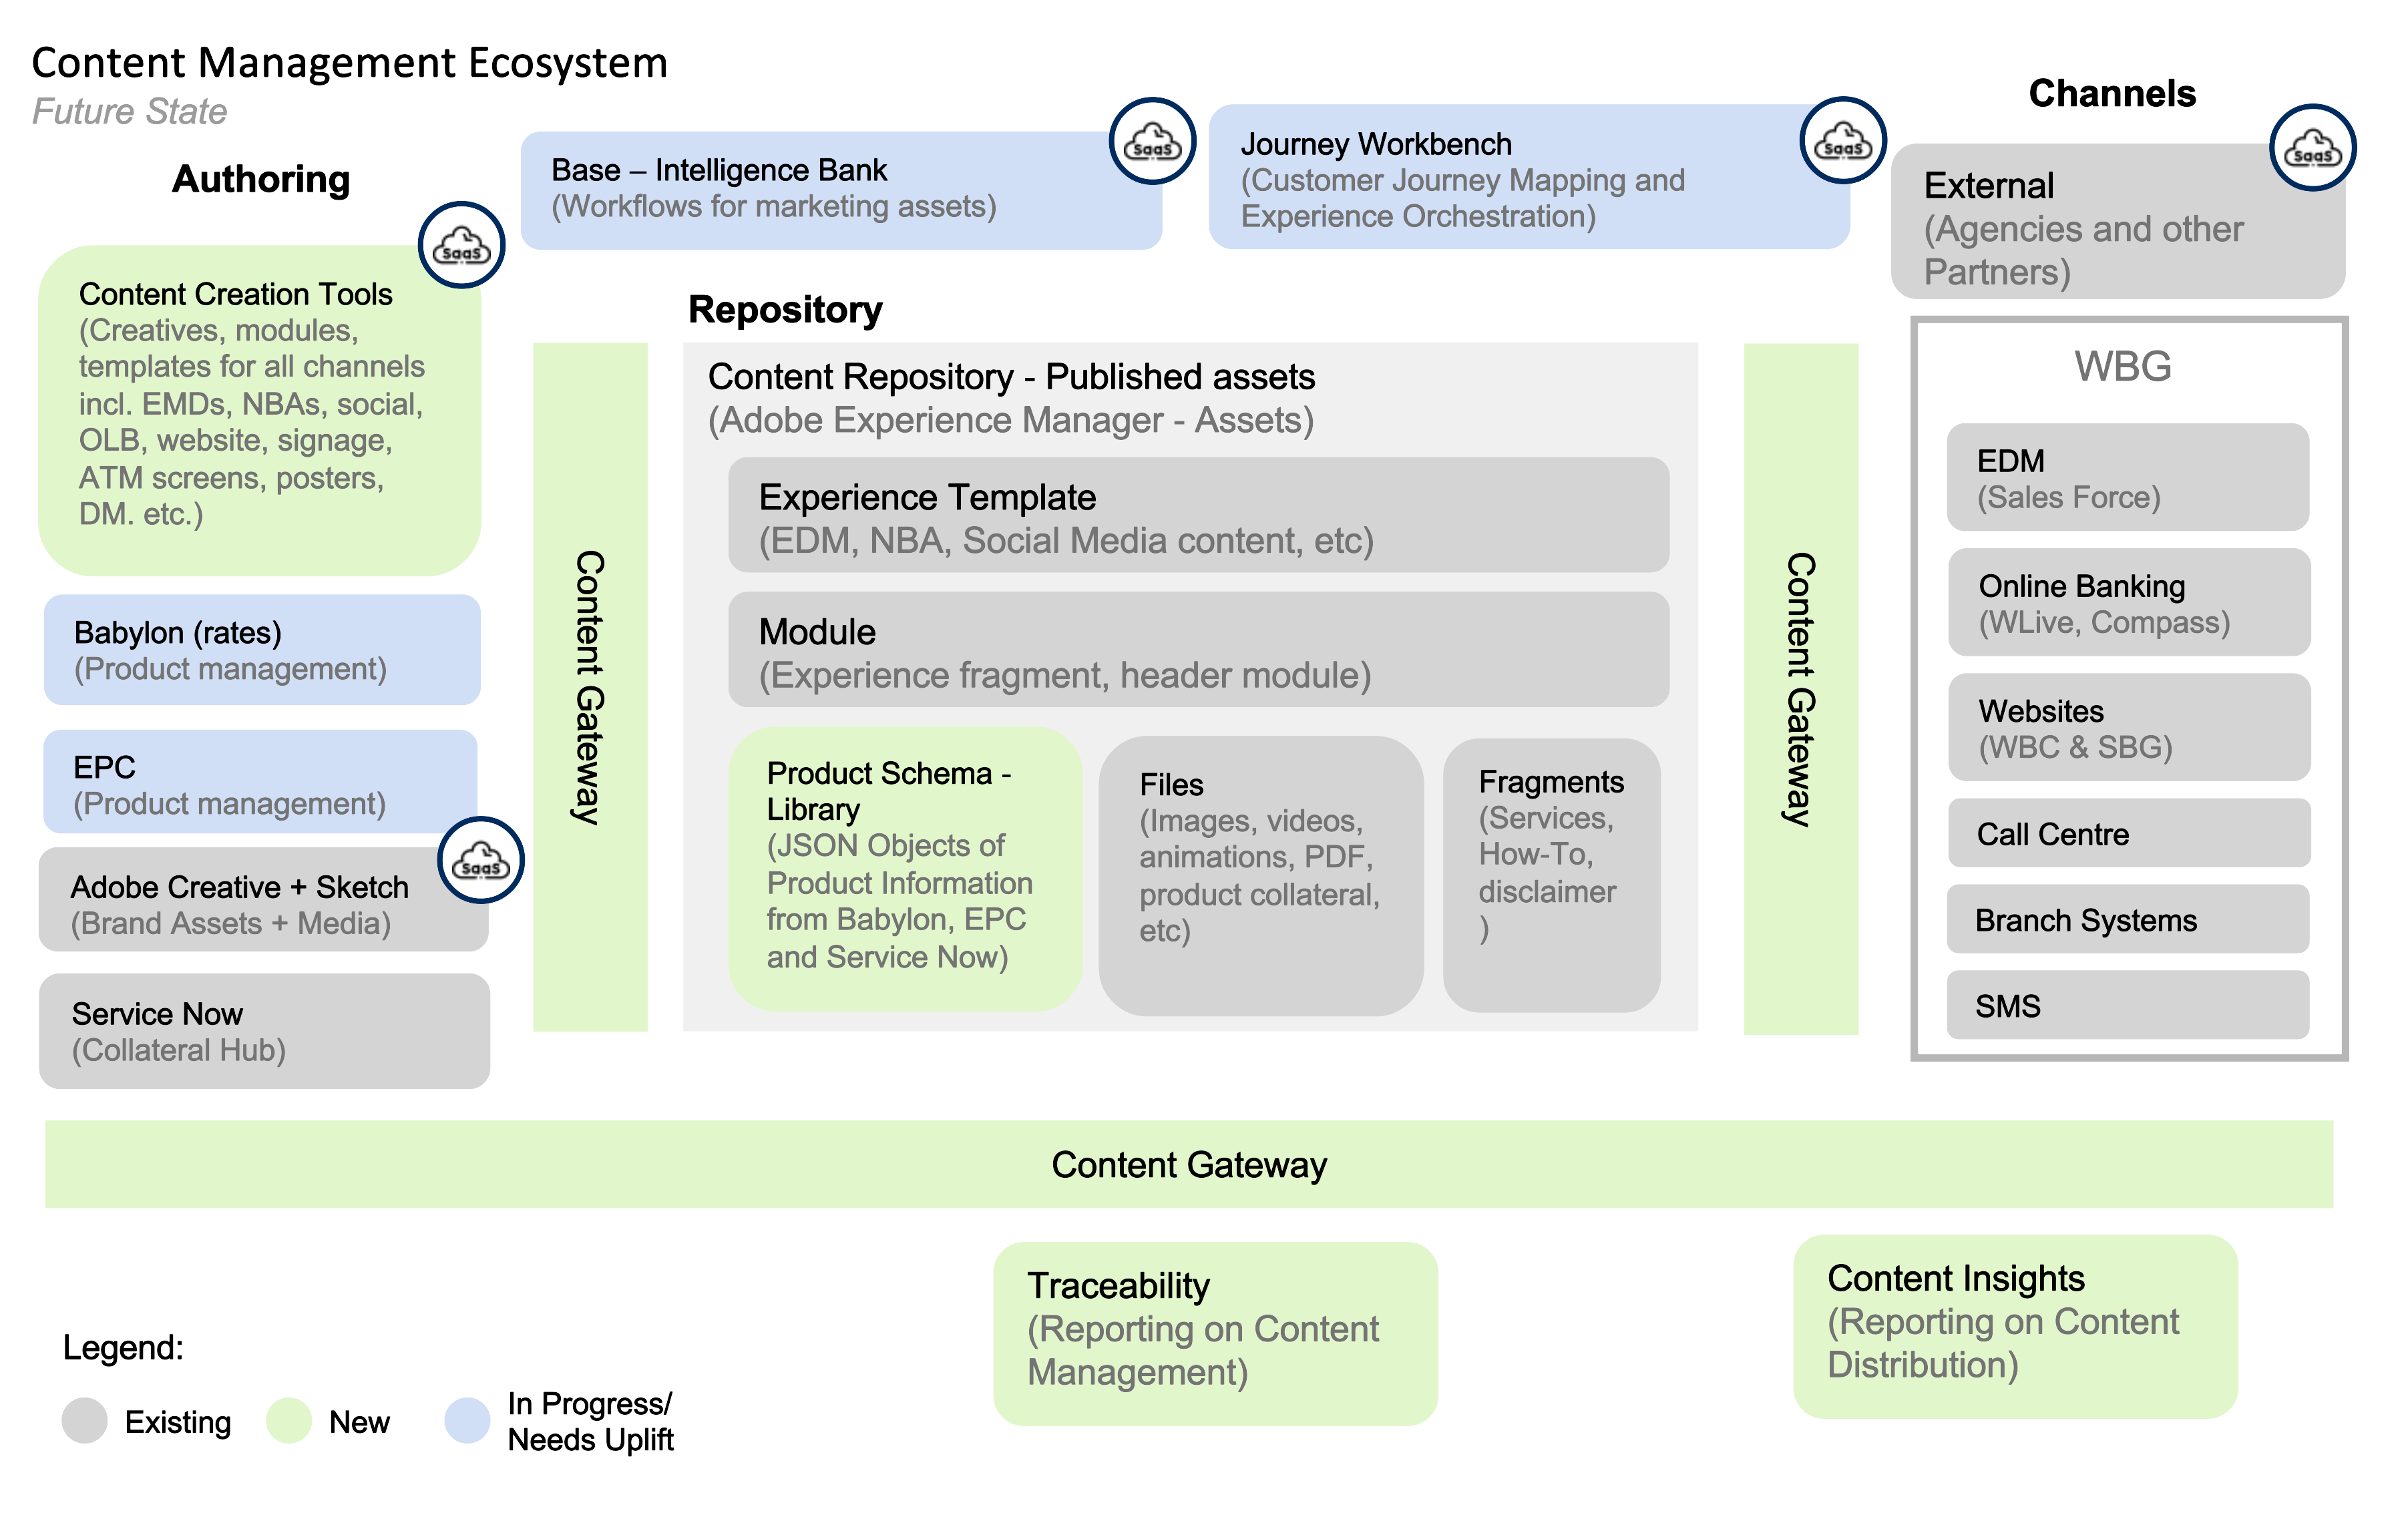 Content Management Ecosystem
Future State
Authoring
SaaS
Content Creation Tools
(Creatives, modules,
templates for all channels
incl. EMDs, NBAs, social,
OLB, website, signage,
ATM screens, posters,
DM. etc.)
Babylon (rates)
(Product management)
EPC
(Product management)
SaaS
Adobe Creative + Sketch
(Brand Assets + Media)
Service Now
(Collateral Hub)
Base – Intelligence Bank
(Workflows for marketing assets)
SaaS
Journey Workbench
(Customer Journey Mapping and
Experience Orchestration)
SaaS
Content Gateway
Repository
Content Repository - Published assets
(Adobe Experience Manager - Assets)
Experience Template
(EDM, NBA, Social Media content, etc)
Module
(Experience fragment, header module)
Product Schema -
Library
(JSON Objects of
Product Information
from Babylon, EPC
and Service Now)
Files
(Images, videos,
animations, PDF,
product collateral,
etc)
Fragments
(Services,
How-To,
disclaimer
)
Content Gateway
Channels
SaaS
External
(Agencies and other
Partners)
WBG
EDM
(Sales Force)
Online Banking
(WLive, Compass)
Websites
(WBC & SBG)
Call Centre
Branch Systems
SMS
Content Gateway
Traceability
(Reporting on Content
Management)
Content Insights
(Reporting on Content
Distribution)
Legend:
Existing
New
In Progress/
Needs Uplift